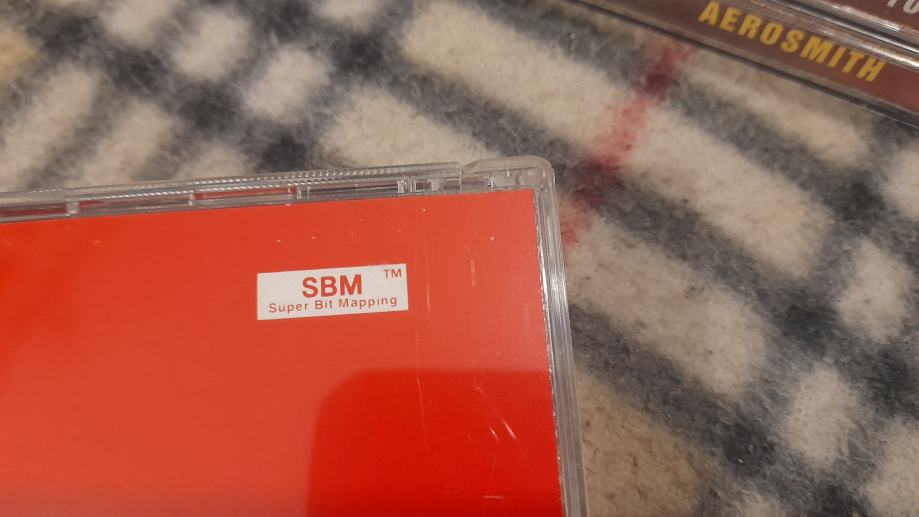 AEROSMITH
SBM TM
Super Bit Mapping